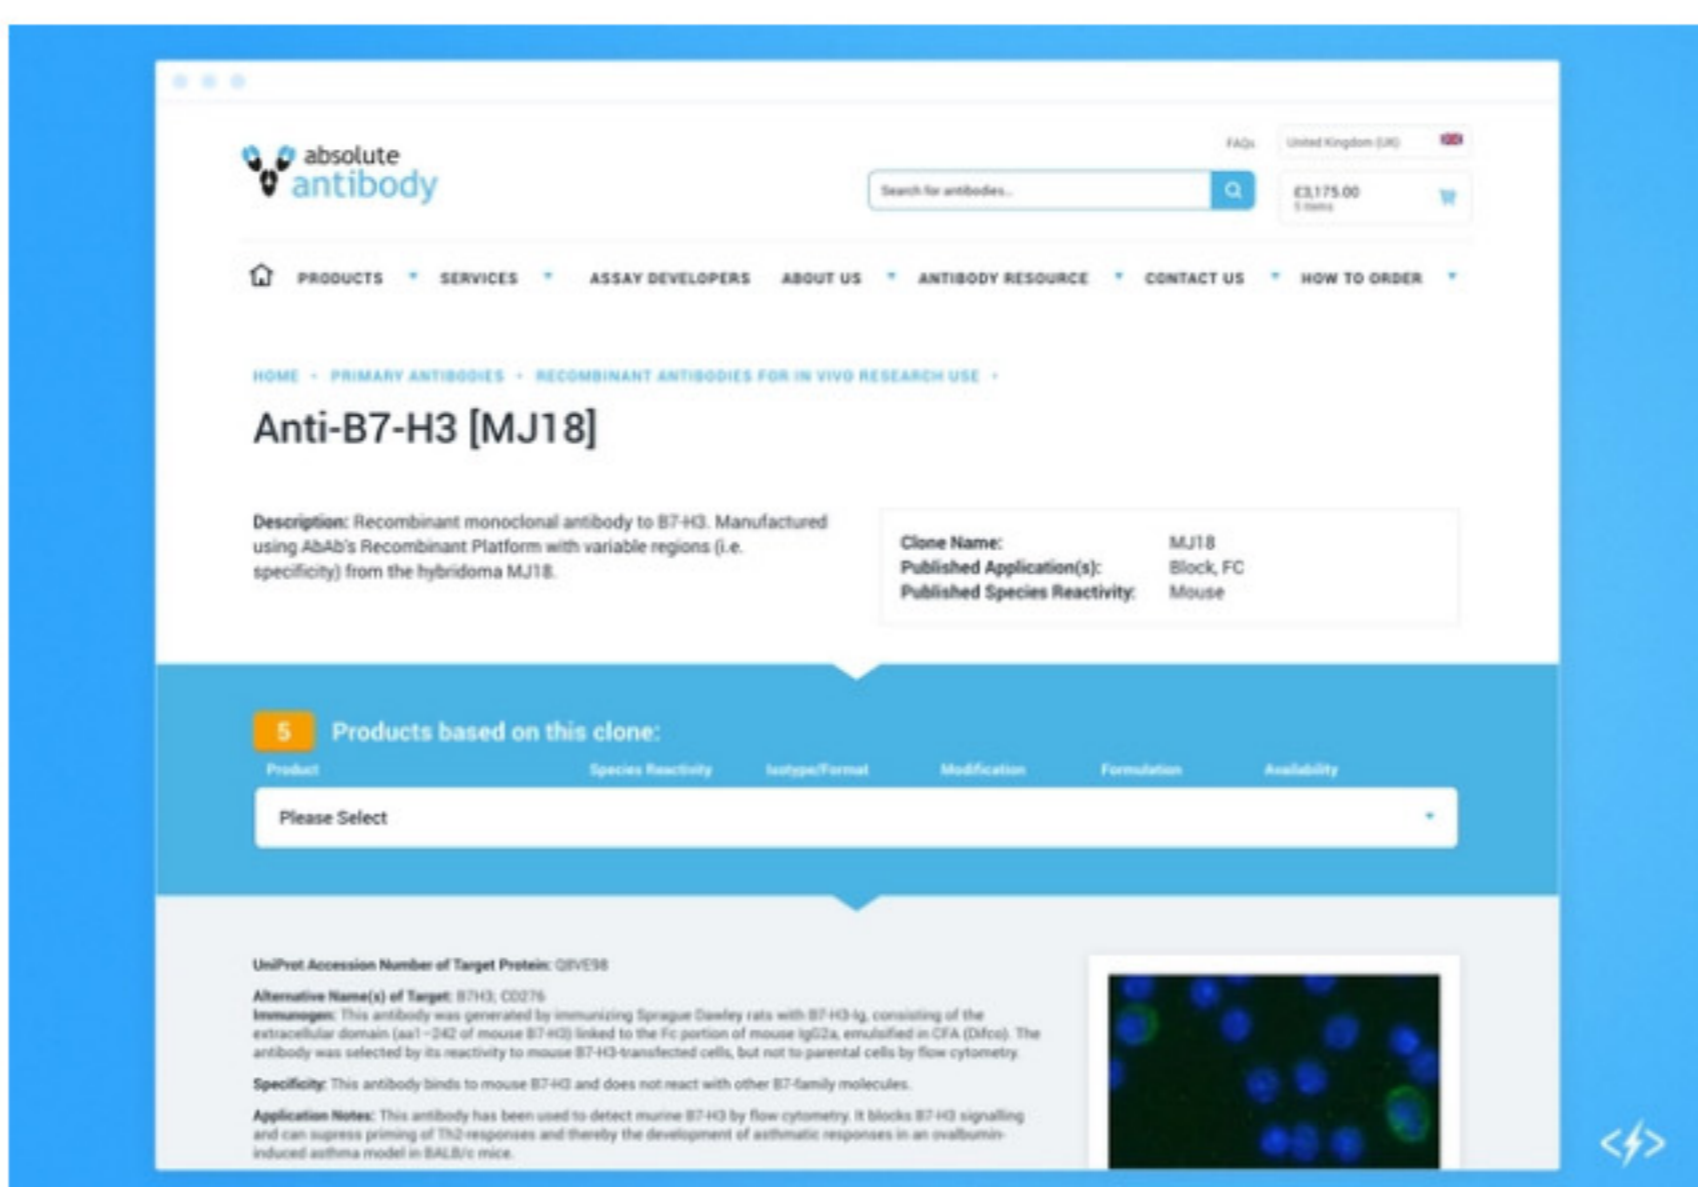 absolute
antibody
FAQs
United Kingdom (UK)
Search for antibodies...
£3,175.00
5 items
PRODUCTS SERVICES ASSAY DEVELOPERS ABOUT US ANTIBODY RESOURCE CONTACT US HOW TO ORDER
HOME • PRIMARY ANTIBODIES • RECOMBINANT ANTIBODIES FOR IN VIVO RESEARCH USE •
Anti-B7-H3 [MJ18]
Description: Recombinant monoclonal antibody to B7-H3. Manufactured
using AbAb's Recombinant Platform with variable regions (i.e.
specificity) from the hybridoma MJ18.
Clone Name: MJ18
Published Application(s): Block, FC
Published Species Reactivity: Mouse
5 Products based on this clone:
Product Species Reactivity Isotype/Format Modification Formulation Availability
Please Select
UniProt Accession Number of Target Protein: Q8VE98
Alternative Name(s) of Target: B7H3; CD276
Immunogen: This antibody was generated by immunizing Sprague Dawley rats with B7-H3-Ig, consisting of the
extracellular domain (aa1–242 of mouse B7-H3) linked to the Fc portion of mouse IgG2a, emulsified in CFA (Difco). The
antibody was selected by its reactivity to mouse B7-H3-transfected cells, but not to parental cells by flow cytometry.
Specificity: This antibody binds to mouse B7-H3 and does not react with other B7-family molecules.
Application Notes: This antibody has been used to detect murine B7-H3 by flow cytometry. It blocks B7-H3 signalling
and can supress priming of Th2-responses and thereby the development of asthmatic responses in an ovalbumin-
induced asthma model in BALB/c mice.